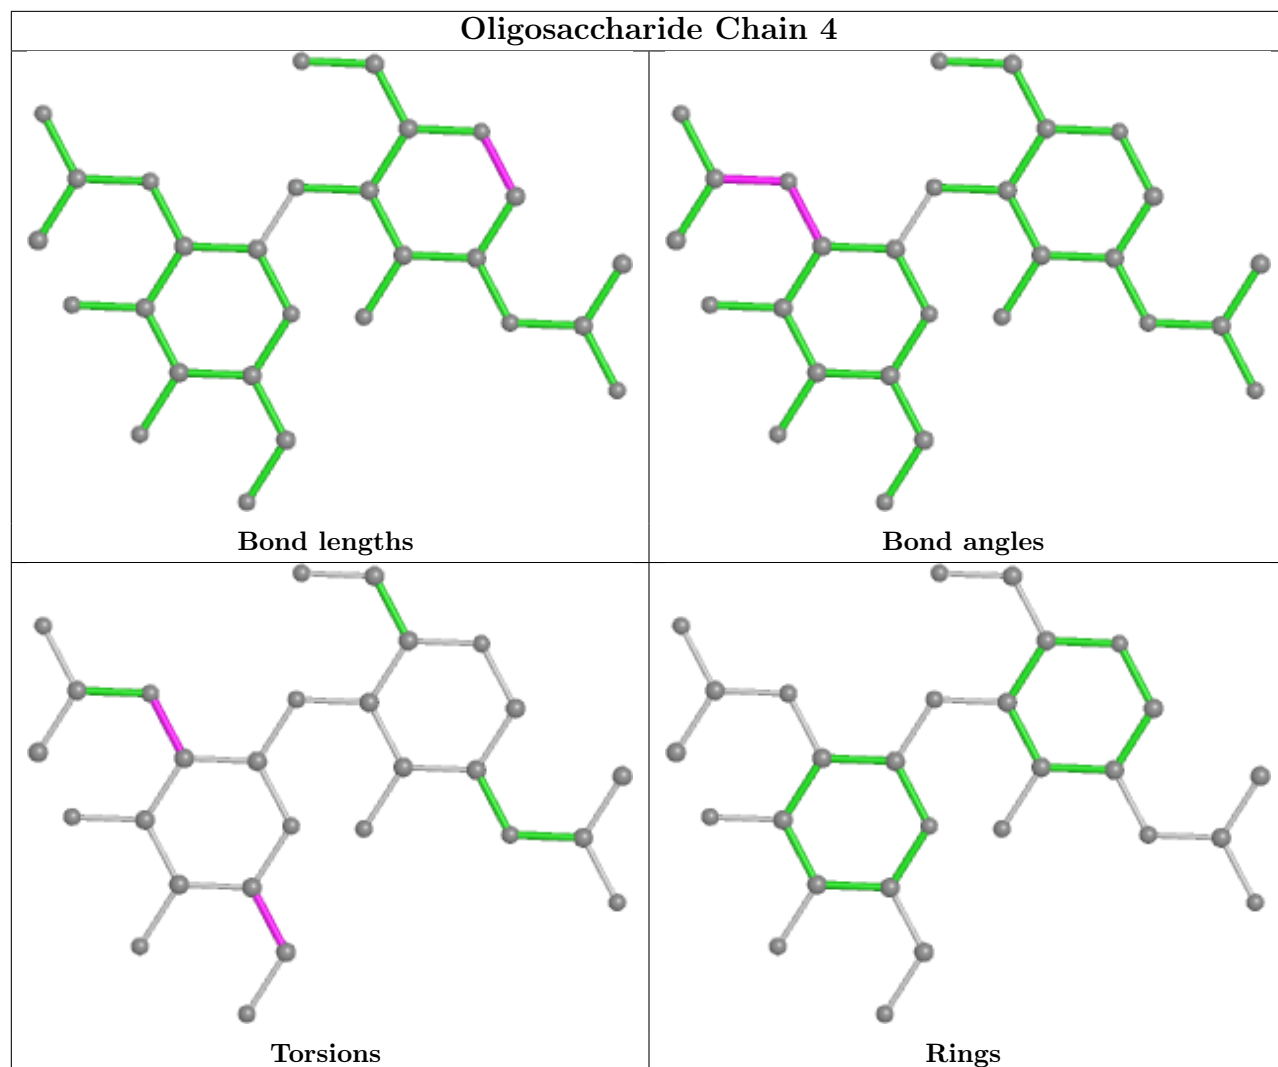 Oligosaccharide Chain 4
Bond lengths
Bond angles
Torsions
Rings